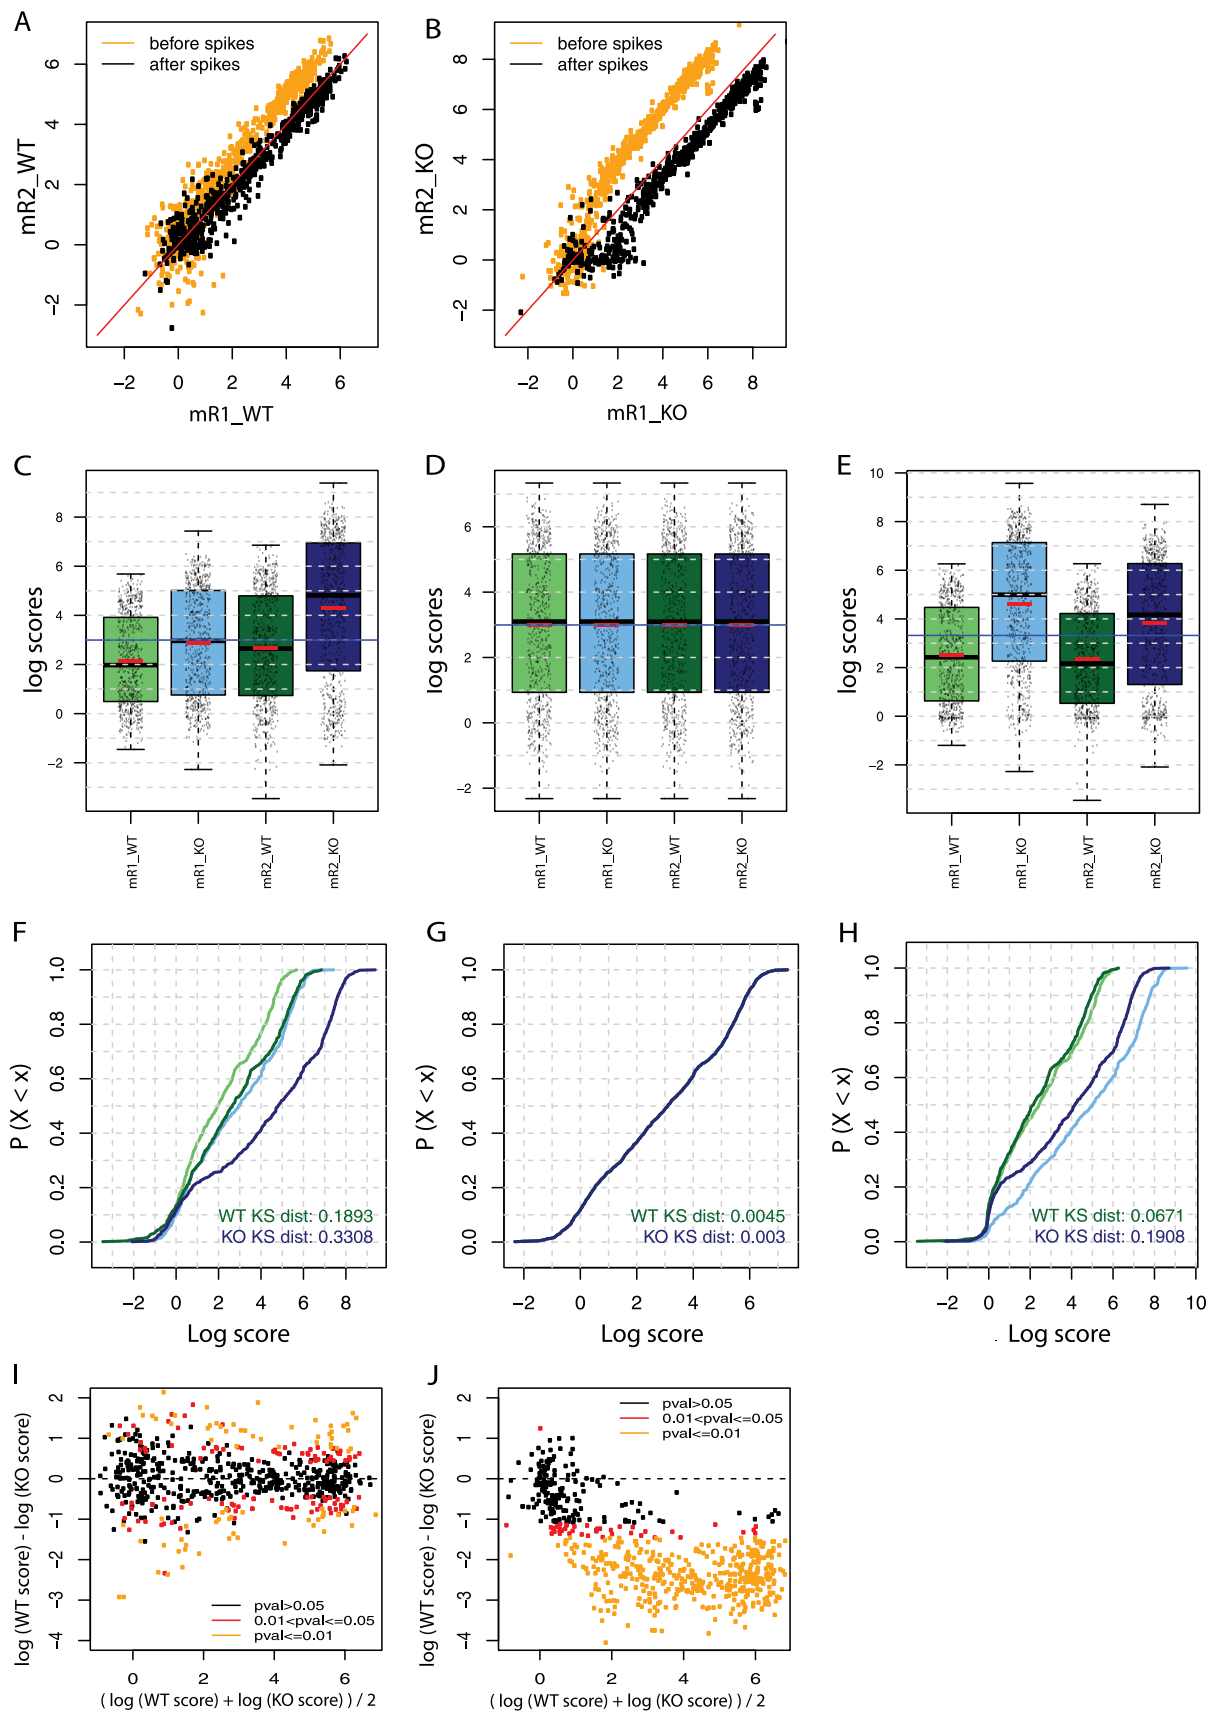 A
before spikes
after spikes
mR2_WT
6
4
2
0
−2
−2 0 2 4 6
mR1_WT
B
before spikes
after spikes
mR2_KO
8
6
4
2
0
−2
−2 0 2 4 6 8
mR1_KO
C
log scores
8
6
4
2
0
−2
mR1_WT
mR1_KO
mR2_WT
mR2_KO
D
log scores
6
4
2
0
−2
mR1_WT
mR1_KO
mR2_WT
mR2_KO
E
log scores
10
8
6
4
2
0
−2
mR1_WT
mR1_KO
mR2_WT
mR2_KO
F
P (X < x)
1.0
0.8
0.6
0.4
0.2
0.0
WT KS dist: 0.1893
KO KS dist: 0.3308
−2 0 2 4 6 8
Log score
G
P (X < x)
1.0
0.8
0.6
0.4
0.2
0.0
WT KS dist: 0.0045
KO KS dist: 0.003
−2 0 2 4 6
Log score
H
P (X < x)
1.0
0.8
0.6
0.4
0.2
0.0
WT KS dist: 0.0671
KO KS dist: 0.1908
−2 0 2 4 6 8 10
. Log score
I
log (WT score) - log (KO score)
2
1
0
−1
−2
−3
−4
pval>0.05
0.01<pval<=0.05
pval<=0.01
0 2 4 6
( log (WT score) + log (KO score) ) / 2
J
log (WT score) - log (KO score)
2
1
0
−1
−2
−3
−4
pval>0.05
0.01<pval<=0.05
pval<=0.01
0 2 4 6
( log (WT score) + log (KO score) ) / 2